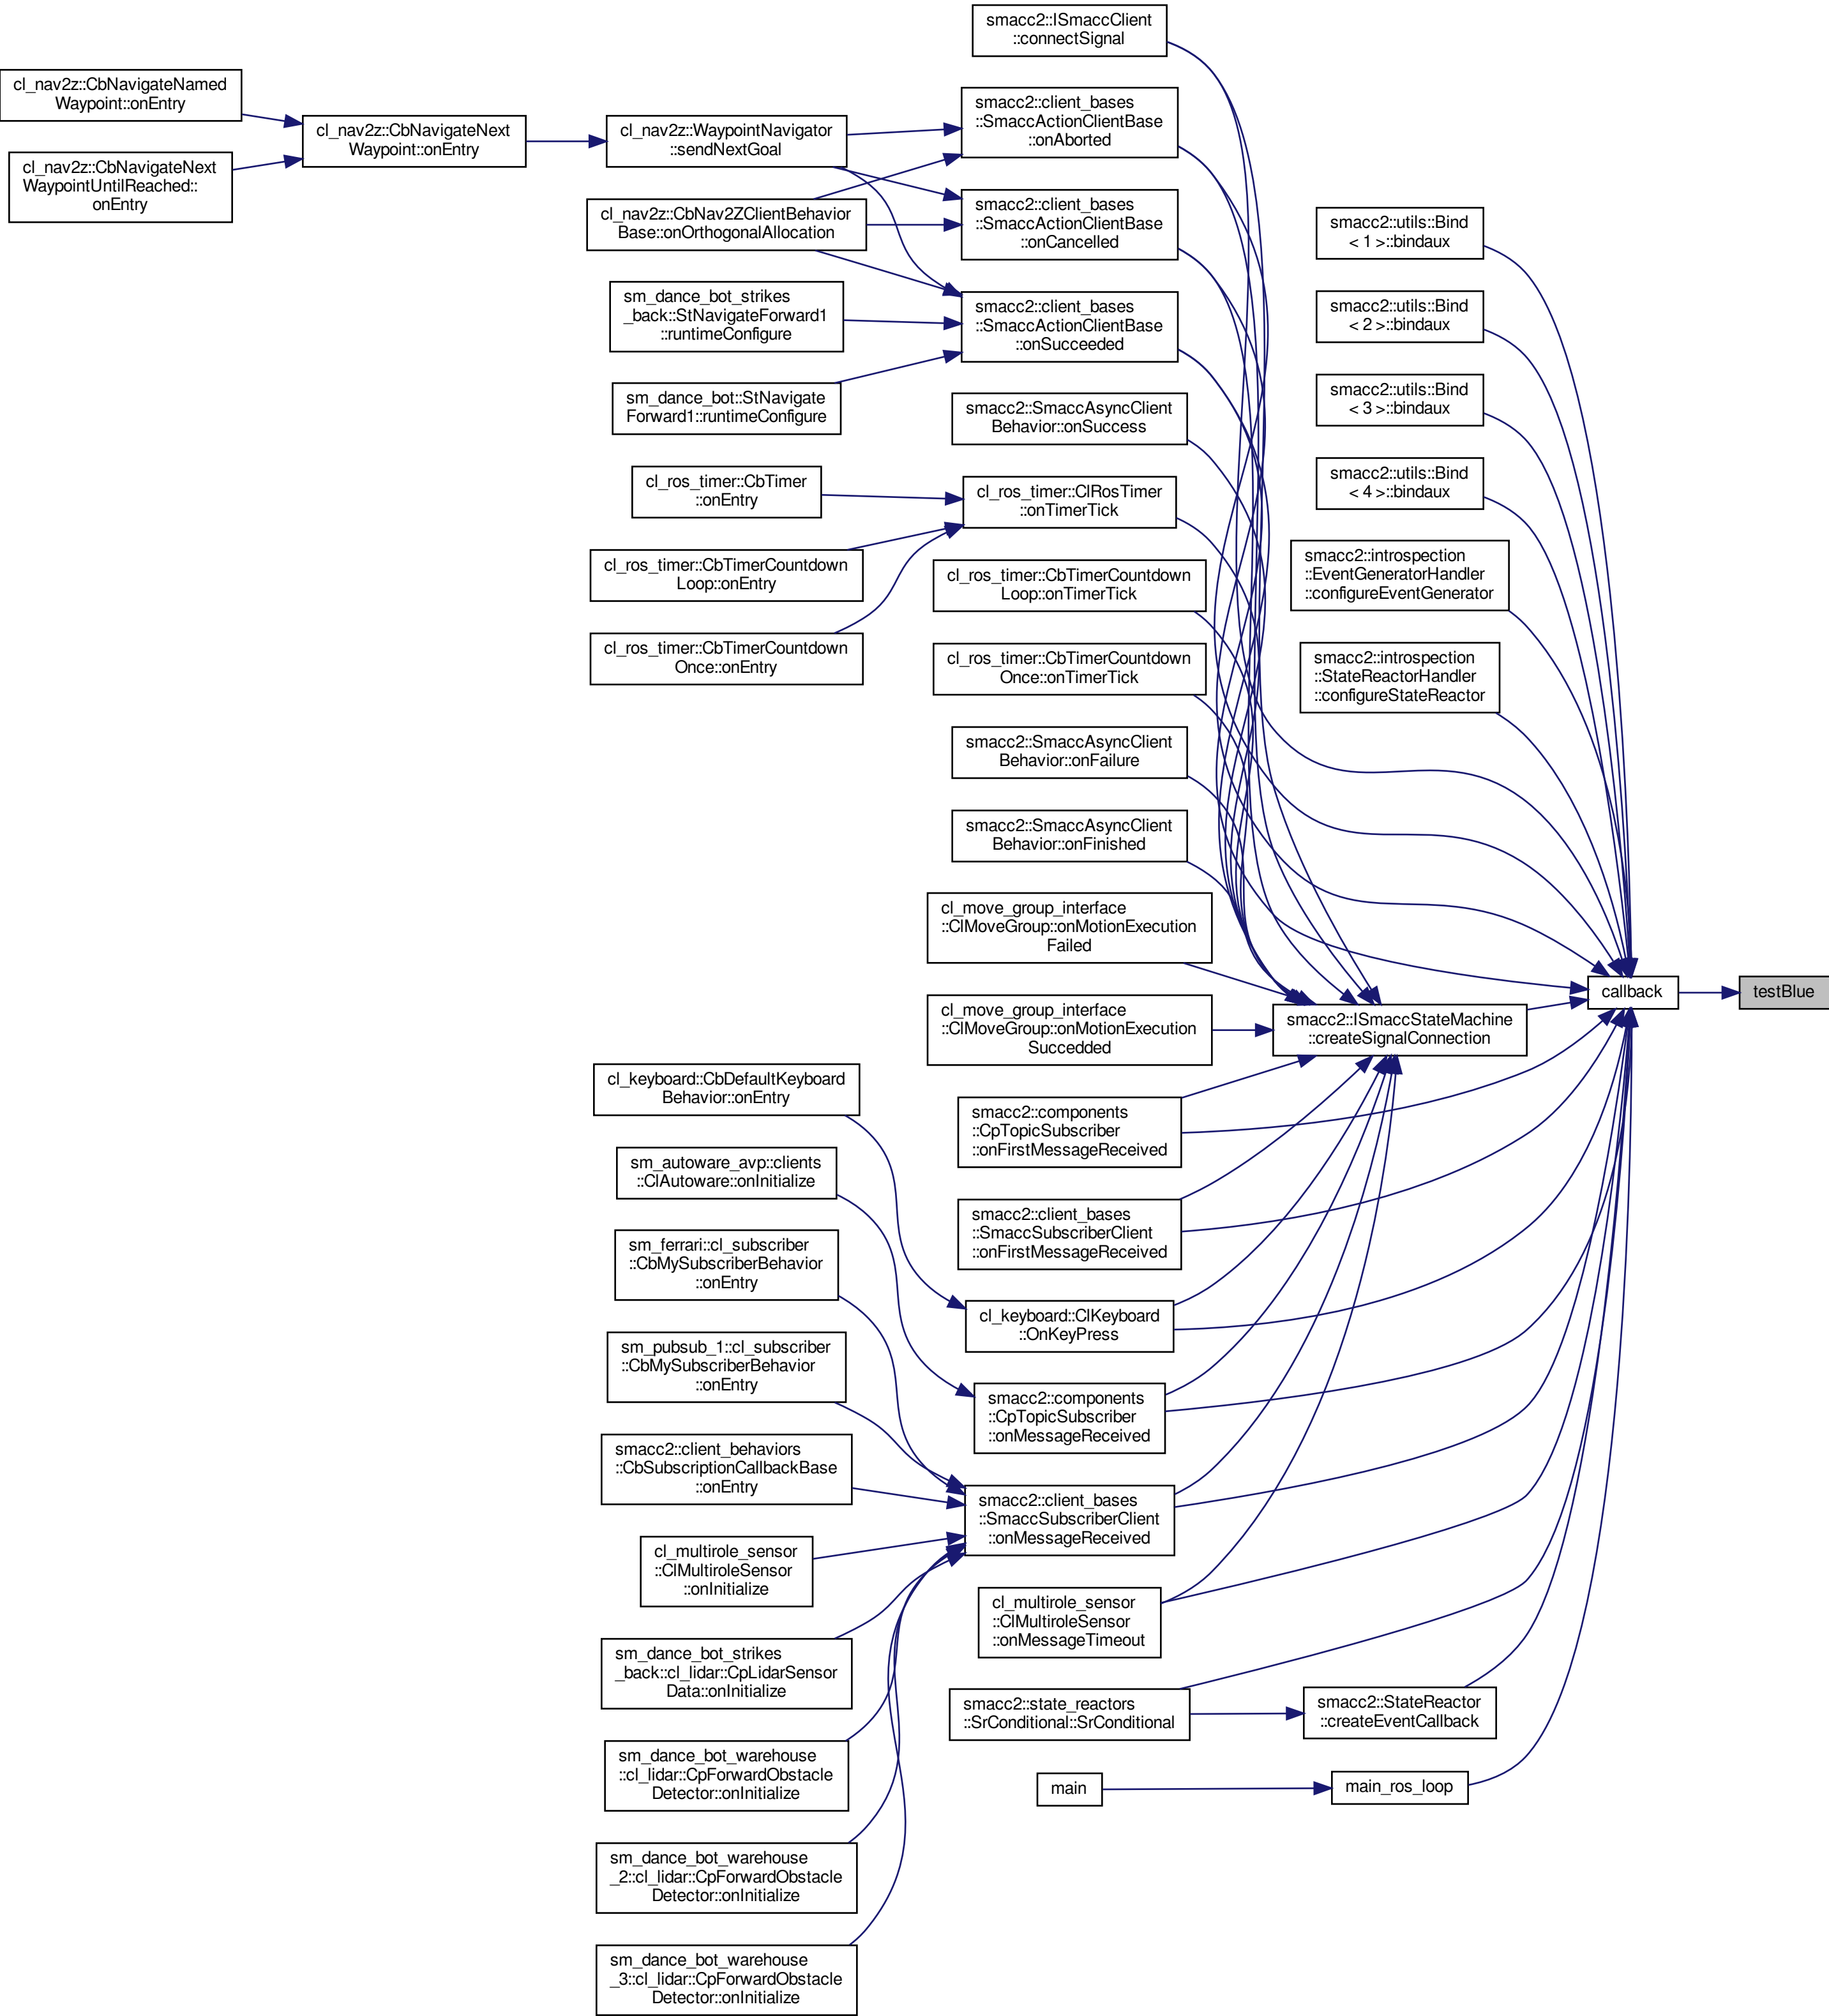 smacc2::ISmaccClient
::connectSignal
cl_nav2z::CbNavigateNamed
Waypoint::onEntry
cl_nav2z::CbNavigateNext
WaypointUntilReached::
onEntry
cl_nav2z::CbNavigateNext
Waypoint::onEntry
cl_nav2z::WaypointNavigator
::sendNextGoal
cl_nav2z::CbNav2ZClientBehavior
Base::onOrthogonalAllocation
sm_dance_bot_strikes
_back::StNavigateForward1
::runtimeConfigure
sm_dance_bot::StNavigate
Forward1::runtimeConfigure
cl_ros_timer::CbTimer
::onEntry
cl_ros_timer::CbTimerCountdown
Loop::onEntry
cl_ros_timer::CbTimerCountdown
Once::onEntry
cl_keyboard::CbDefaultKeyboard
Behavior::onEntry
sm_autoware_avp::clients
::ClAutoware::onInitialize
sm_ferrari::cl_subscriber
::CbMySubscriberBehavior
::onEntry
sm_pubsub_1::cl_subscriber
::CbMySubscriberBehavior
::onEntry
smacc2::client_behaviors
::CbSubscriptionCallbackBase
::onEntry
cl_multirole_sensor
::ClMultiroleSensor
::onInitialize
sm_dance_bot_strikes
_back::cl_lidar::CpLidarSensor
Data::onInitialize
sm_dance_bot_warehouse
::cl_lidar::CpForwardObstacle
Detector::onInitialize
sm_dance_bot_warehouse
_2::cl_lidar::CpForwardObstacle
Detector::onInitialize
sm_dance_bot_warehouse
_3::cl_lidar::CpForwardObstacle
Detector::onInitialize
smacc2::client_bases
::SmaccActionClientBase
::onAborted
smacc2::client_bases
::SmaccActionClientBase
::onCancelled
smacc2::client_bases
::SmaccActionClientBase
::onSucceeded
smacc2::SmaccAsyncClient
Behavior::onSuccess
cl_ros_timer::ClRosTimer
::onTimerTick
cl_ros_timer::CbTimerCountdown
Loop::onTimerTick
cl_ros_timer::CbTimerCountdown
Once::onTimerTick
smacc2::SmaccAsyncClient
Behavior::onFailure
smacc2::SmaccAsyncClient
Behavior::onFinished
cl_move_group_interface
::ClMoveGroup::onMotionExecution
Failed
cl_move_group_interface
::ClMoveGroup::onMotionExecution
Succedded
smacc2::components
::CpTopicSubscriber
::onFirstMessageReceived
smacc2::client_bases
::SmaccSubscriberClient
::onFirstMessageReceived
cl_keyboard::ClKeyboard
::OnKeyPress
smacc2::components
::CpTopicSubscriber
::onMessageReceived
smacc2::client_bases
::SmaccSubscriberClient
::onMessageReceived
cl_multirole_sensor
::ClMultiroleSensor
::onMessageTimeout
smacc2::state_reactors
::SrConditional::SrConditional
main
smacc2::utils::Bind
< 1 >::bindaux
smacc2::utils::Bind
< 2 >::bindaux
smacc2::utils::Bind
< 3 >::bindaux
smacc2::utils::Bind
< 4 >::bindaux
smacc2::introspection
::EventGeneratorHandler
::configureEventGenerator
smacc2::introspection
::StateReactorHandler
::configureStateReactor
smacc2::ISmaccStateMachine
::createSignalConnection
smacc2::StateReactor
::createEventCallback
main_ros_loop
callback
testBlue